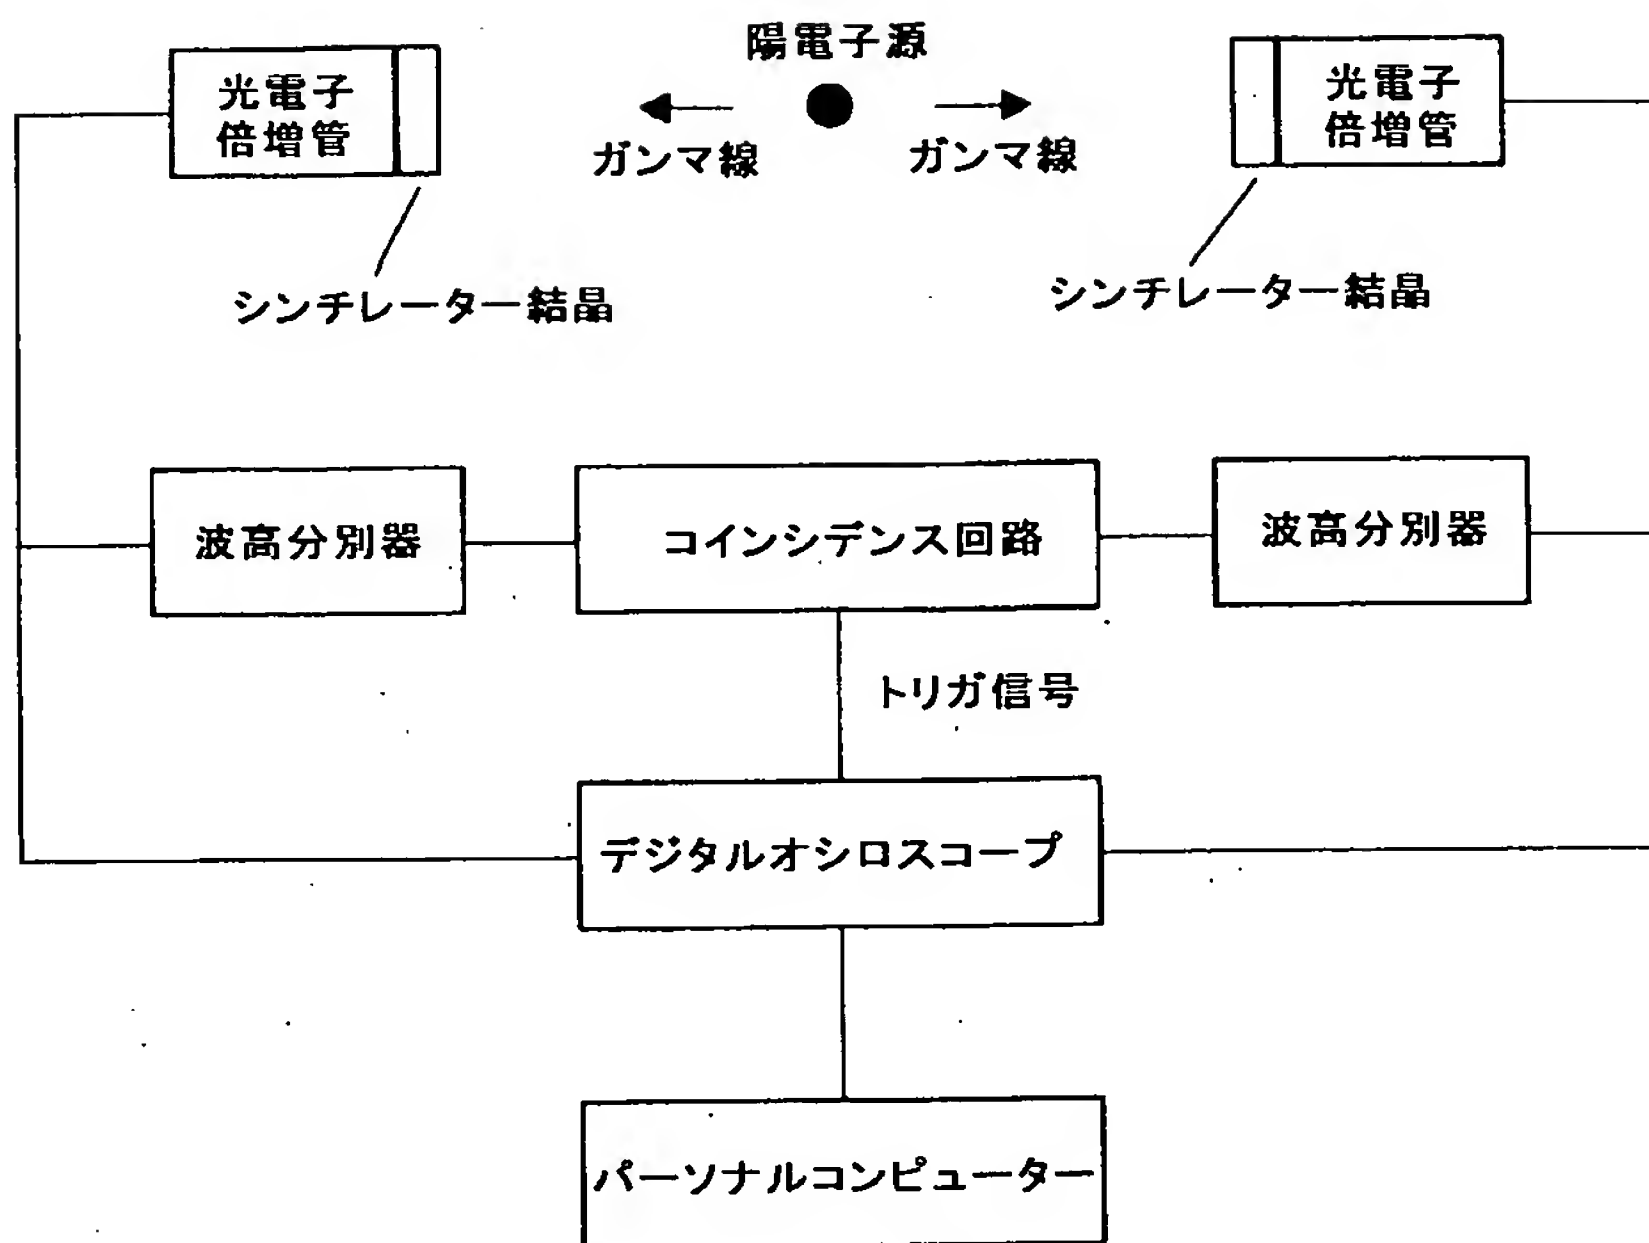 陽電子源
光電子
倍増管
ガンマ線
ガンマ線
光電子
倍増管
シンチレーター結晶
シンチレーター結晶
波高分別器
コインシデンス回路
波高分別器
トリガ信号
デジタルオシロスコープ
パーソナルコンピューター